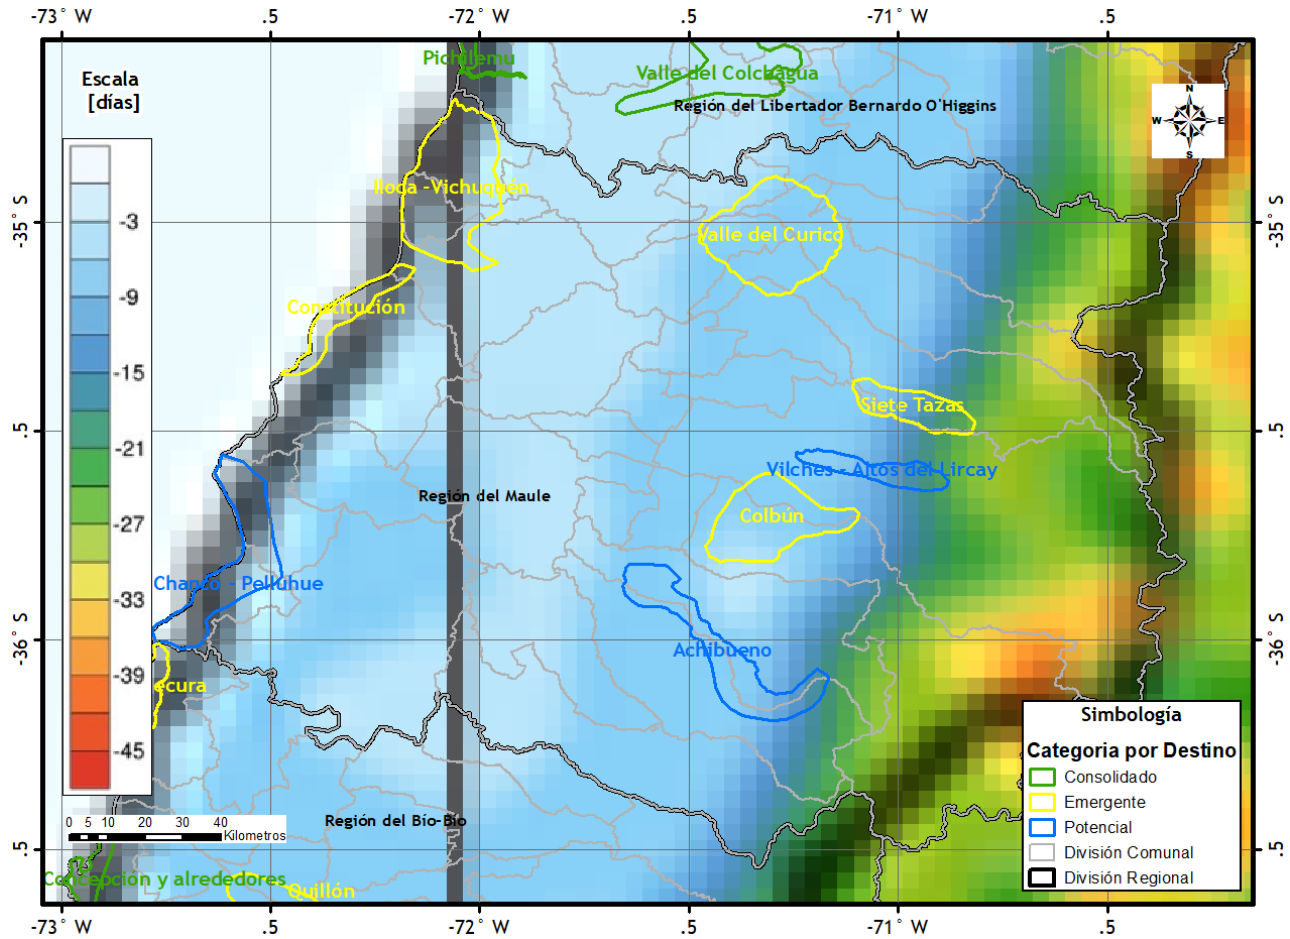 -73° W
.5
-72° W
.5
-71° W
.5
Pichilemu
Valle del Colchagua
Región del Libertador Bernardo O'Higgins
Escala
[días]
N
W
E
S
-3
-9
-15
-21
-27
-33
-39
-45
Iloca -Vichuquén
-35° S
-35° S
Valle del Curico
Constitución
Siete Tazas
.5
.5
Vilches - Altos del Lircay
Región del Maule
Colbún
Chanco - Pelluhue
-36° S
-36° S
Achibueno
ecura
Simbología
Categoria por Destino
Consolidado
Emergente
Potencial
División Comunal
División Regional
0 5 10 20 30 40
Kilometros
Región del Bío-Bío
.5
.5
Concepción y alrededores
Quillón
-73° W
.5
-72° W
.5
-71° W
.5